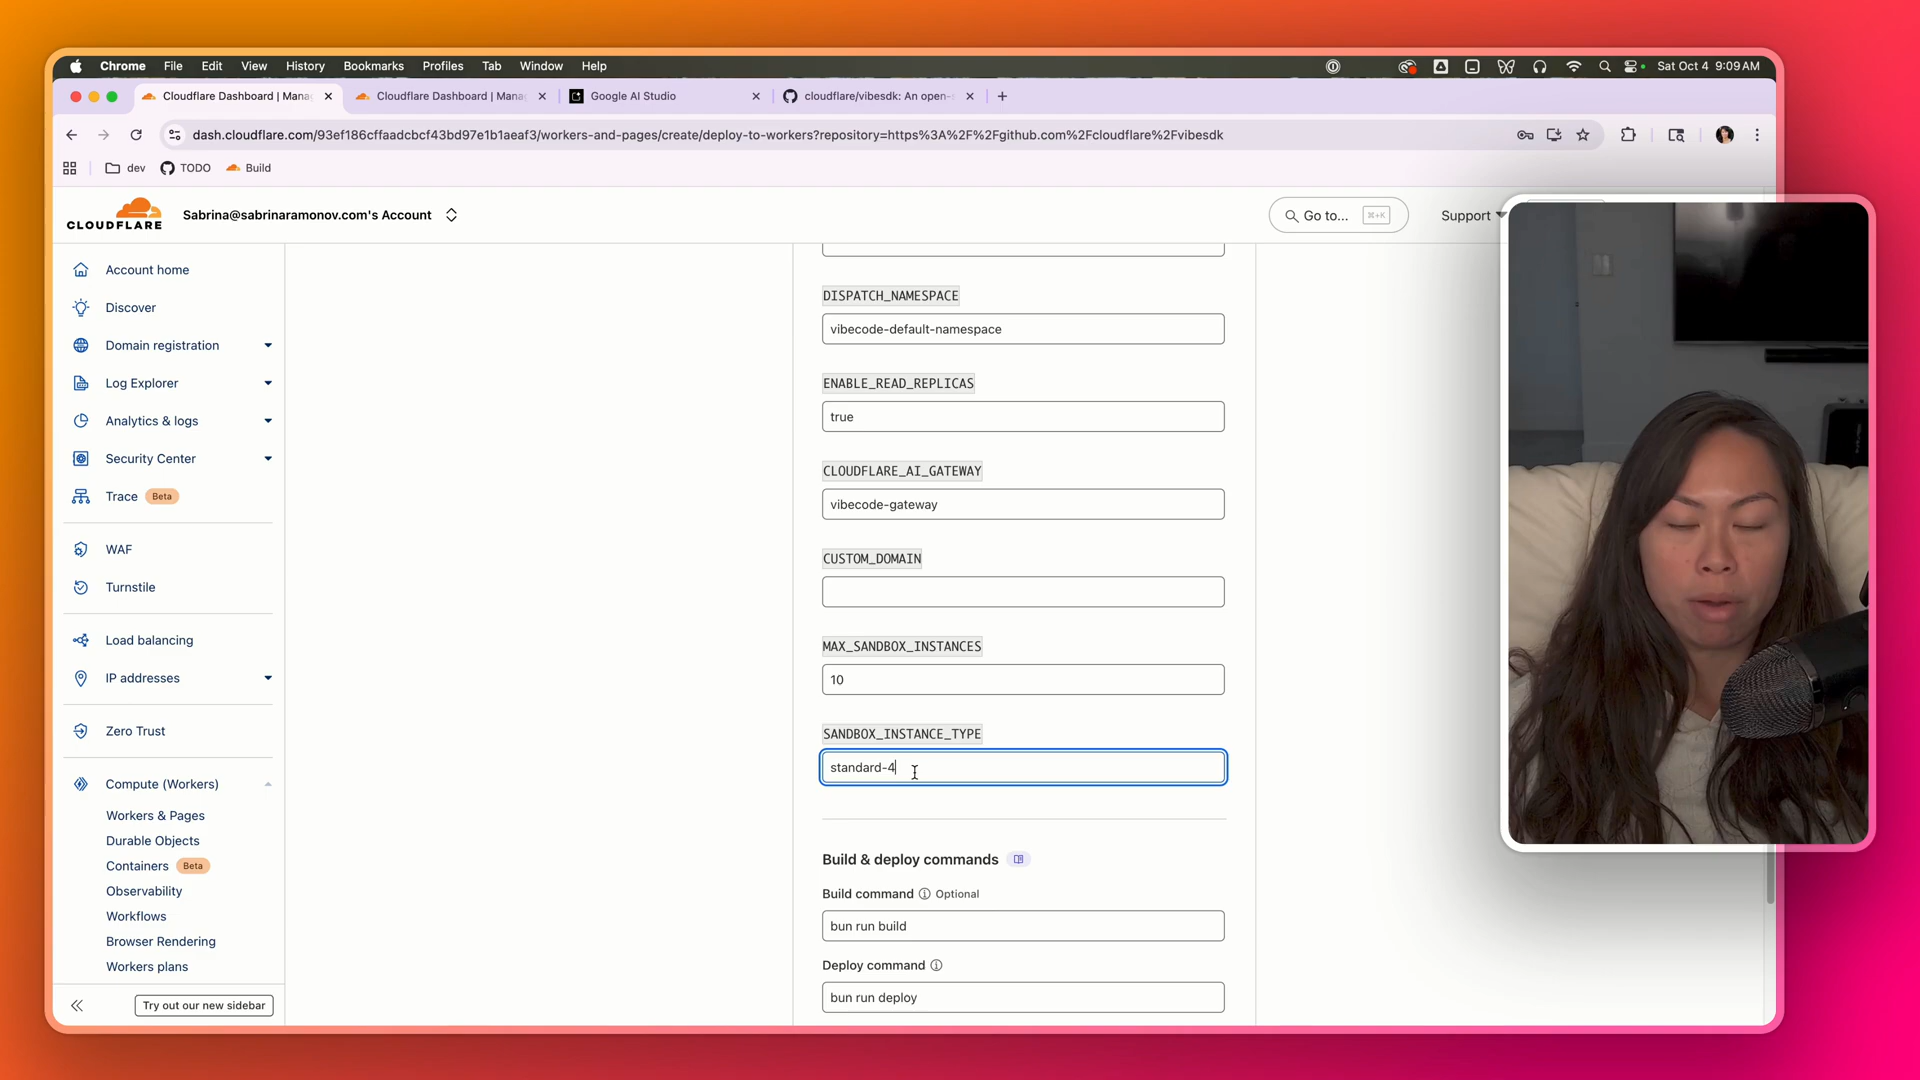 Chrome File Edit View History Bookmarks Profiles Tab Window Help Sat Oct 4 9:09 AM
Cloudflare Dashboard | Mana Cloudflare Dashboard | Mana Google AI Studio cloudflare/vibesdk: An open-
dash.cloudflare.com/93ef186cffaadcbcf43bd97e1b1aeaf3/workers-and-pages/create/deploy-to-workers?repository=https%3A%2F%2Fgithub.com%2Fcloudflare%2Fvibesdk
dev TODO Build
CLOUDFLARE Sabrina@sabrinaramonov.com's Account Go to... ⌘+K Support
Account home
Discover
Domain registration
Log Explorer
Analytics & logs
Security Center
Trace Beta
WAF
Turnstile
Load balancing
IP addresses
Zero Trust
Compute (Workers)
Workers & Pages
Durable Objects
Containers Beta
Observability
Workflows
Browser Rendering
Workers plans
Try out our new sidebar
DISPATCH_NAMESPACE
vibecode-default-namespace
ENABLE_READ_REPLICAS
true
CLOUDFLARE_AI_GATEWAY
vibecode-gateway
CUSTOM_DOMAIN
MAX_SANDBOX_INSTANCES
10
SANDBOX_INSTANCE_TYPE
standard-4
Build & deploy commands
Build command Optional
bun run build
Deploy command
bun run deploy